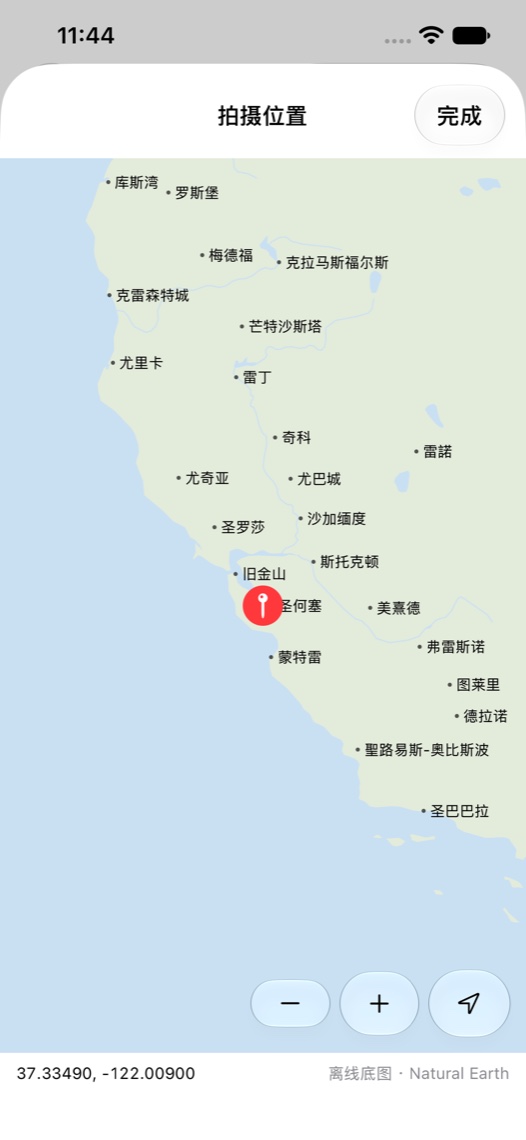 11:44
拍摄位置
完成
库斯湾
罗斯堡
梅德福
克拉马斯福尔斯
克雷森特城
芒特沙斯塔
尤里卡
雷丁
奇科
雷諾
尤奇亚
尤巴城
沙加缅度
圣罗莎
斯托克顿
旧金山
圣何塞
美熹德
弗雷斯诺
蒙特雷
图莱里
德拉诺
聖路易斯-奥比斯波
圣巴巴拉
37.33490, -122.00900
离线底图 · Natural Earth